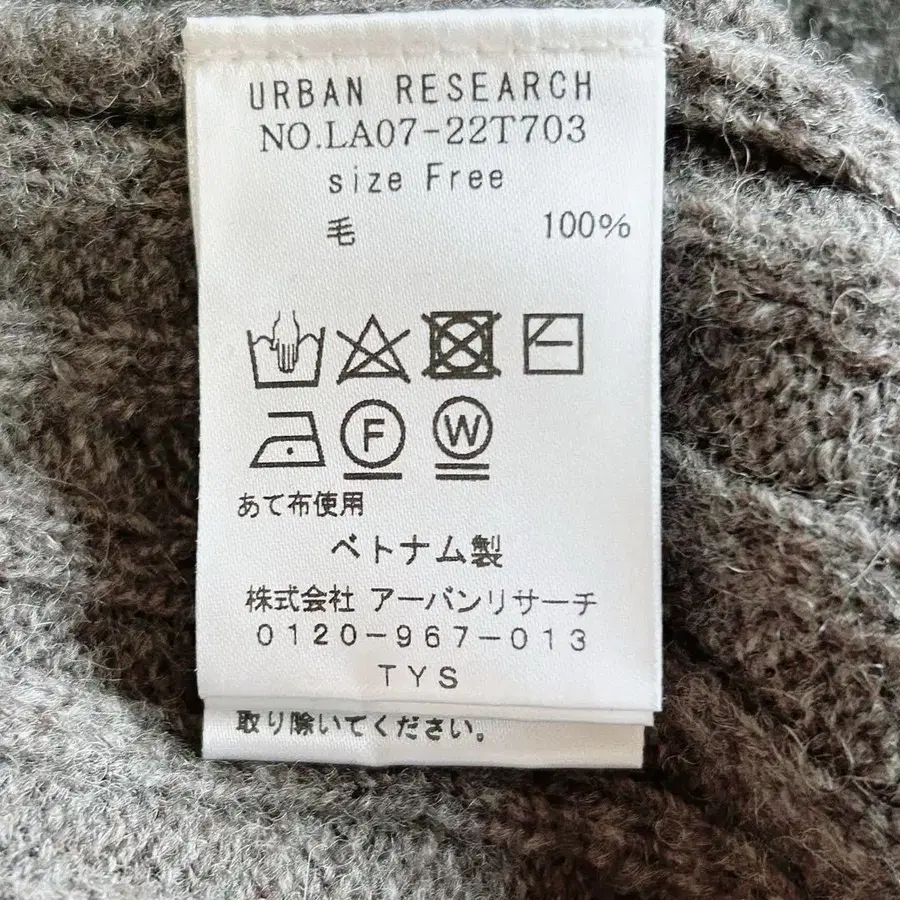 URBAN RESEARCH
NO.LA07-22T703
size Free
毛 100%
F W
あて布使用
ベトナム製
株式会社 アーバンリサーチ
0120-967-013
TYS
取り除いてください。